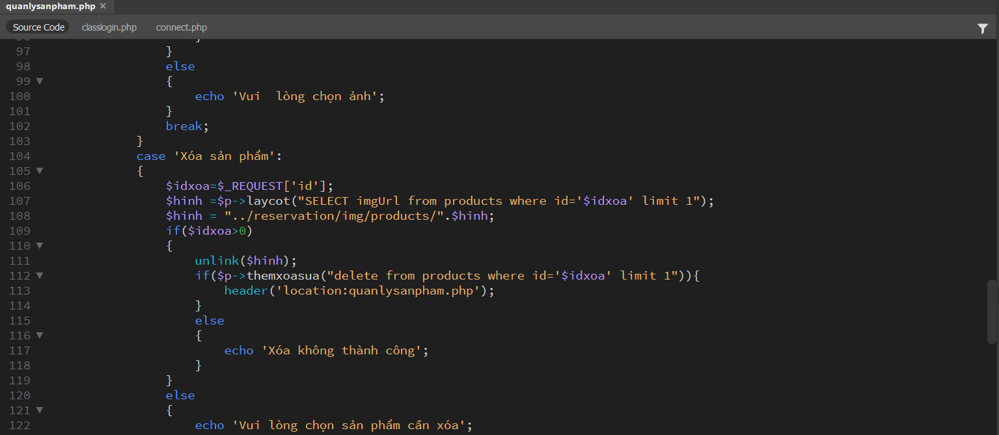 quanlysanpham.php ×
Source Code classlogin.php connect.php
97 }
98 else
99 ▼ {
100 echo 'Vui  lòng chọn ảnh';
101 }
102 break;
103 }
104 case 'Xóa sản phẩm':
105 ▼ {
106 $idxoa=$_REQUEST['id'];
107 $hinh =$p->laycot("SELECT imgUrl from products where id='$idxoa' limit 1");
108 $hinh = "../reservation/img/products/".$hinh;
109 if($idxoa>0)
110 ▼ {
111 unlink($hinh);
112 ▼ if($p->themxoasua("delete from products where id='$idxoa' limit 1")){
113 header('location:quanlysanpham.php');
114 }
115 else
116 ▼ {
117 echo 'Xóa không thành công';
118 }
119 }
120 else
121 ▼ {
122 echo 'Vui lòng chọn sản phẩm cần xóa';